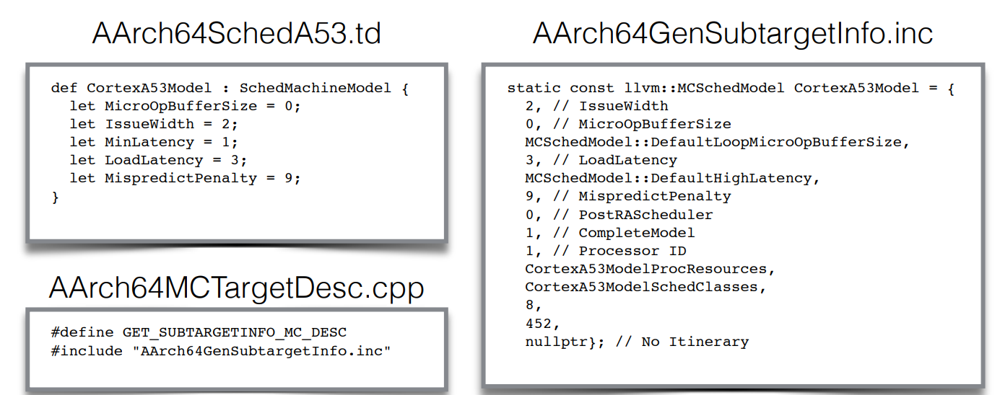 AArch64SchedA53.td
def CortexA53Model : SchedMachineModel {
  let MicroOpBufferSize = 0;
  let IssueWidth = 2;
  let MinLatency = 1;
  let LoadLatency = 3;
  let MispredictPenalty = 9;
}
AArch64MCTargetDesc.cpp
#define GET_SUBTARGETINFO_MC_DESC
#include "AArch64GenSubtargetInfo.inc"
AArch64GenSubtargetInfo.inc
static const llvm::MCSchedModel CortexA53Model = {
  2, // IssueWidth
  0, // MicroOpBufferSize
  MCSchedModel::DefaultLoopMicroOpBufferSize,
  3, // LoadLatency
  MCSchedModel::DefaultHighLatency,
  9, // MispredictPenalty
  0, // PostRAScheduler
  1, // CompleteModel
  1, // Processor ID
  CortexA53ModelProcResources,
  CortexA53ModelSchedClasses,
  8,
  452,
  nullptr}; // No Itinerary